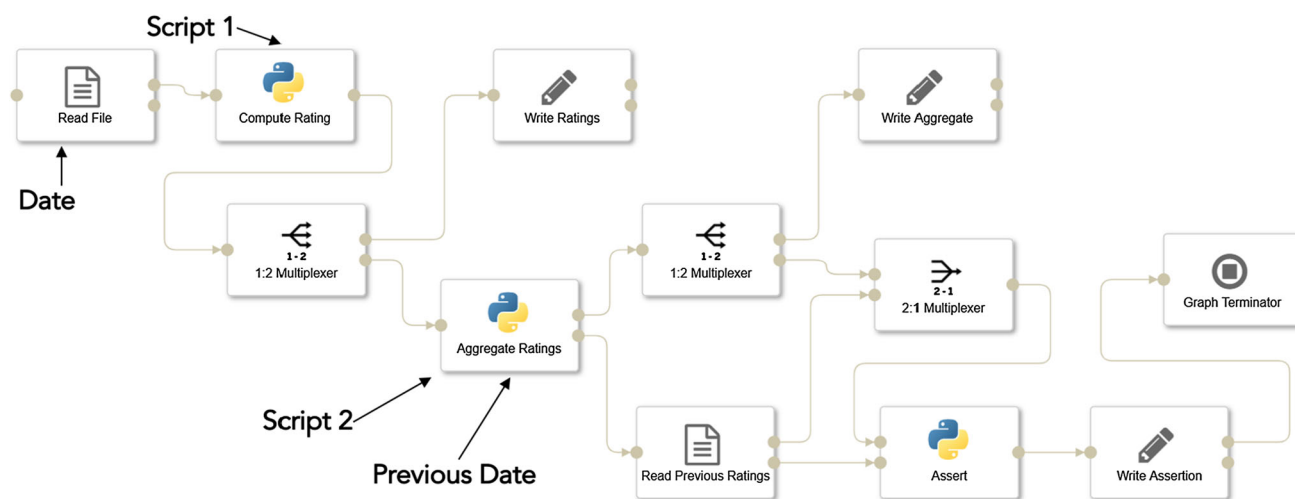 Script 1
Read File
Compute Rating
Write Ratings
Write Aggregate
Date
1-2
1:2 Multiplexer
1-2
1:2 Multiplexer
2-1
2:1 Multiplexer
Graph Terminator
Aggregate Ratings
Script 2
Previous Date
Read Previous Ratings
Assert
Write Assertion